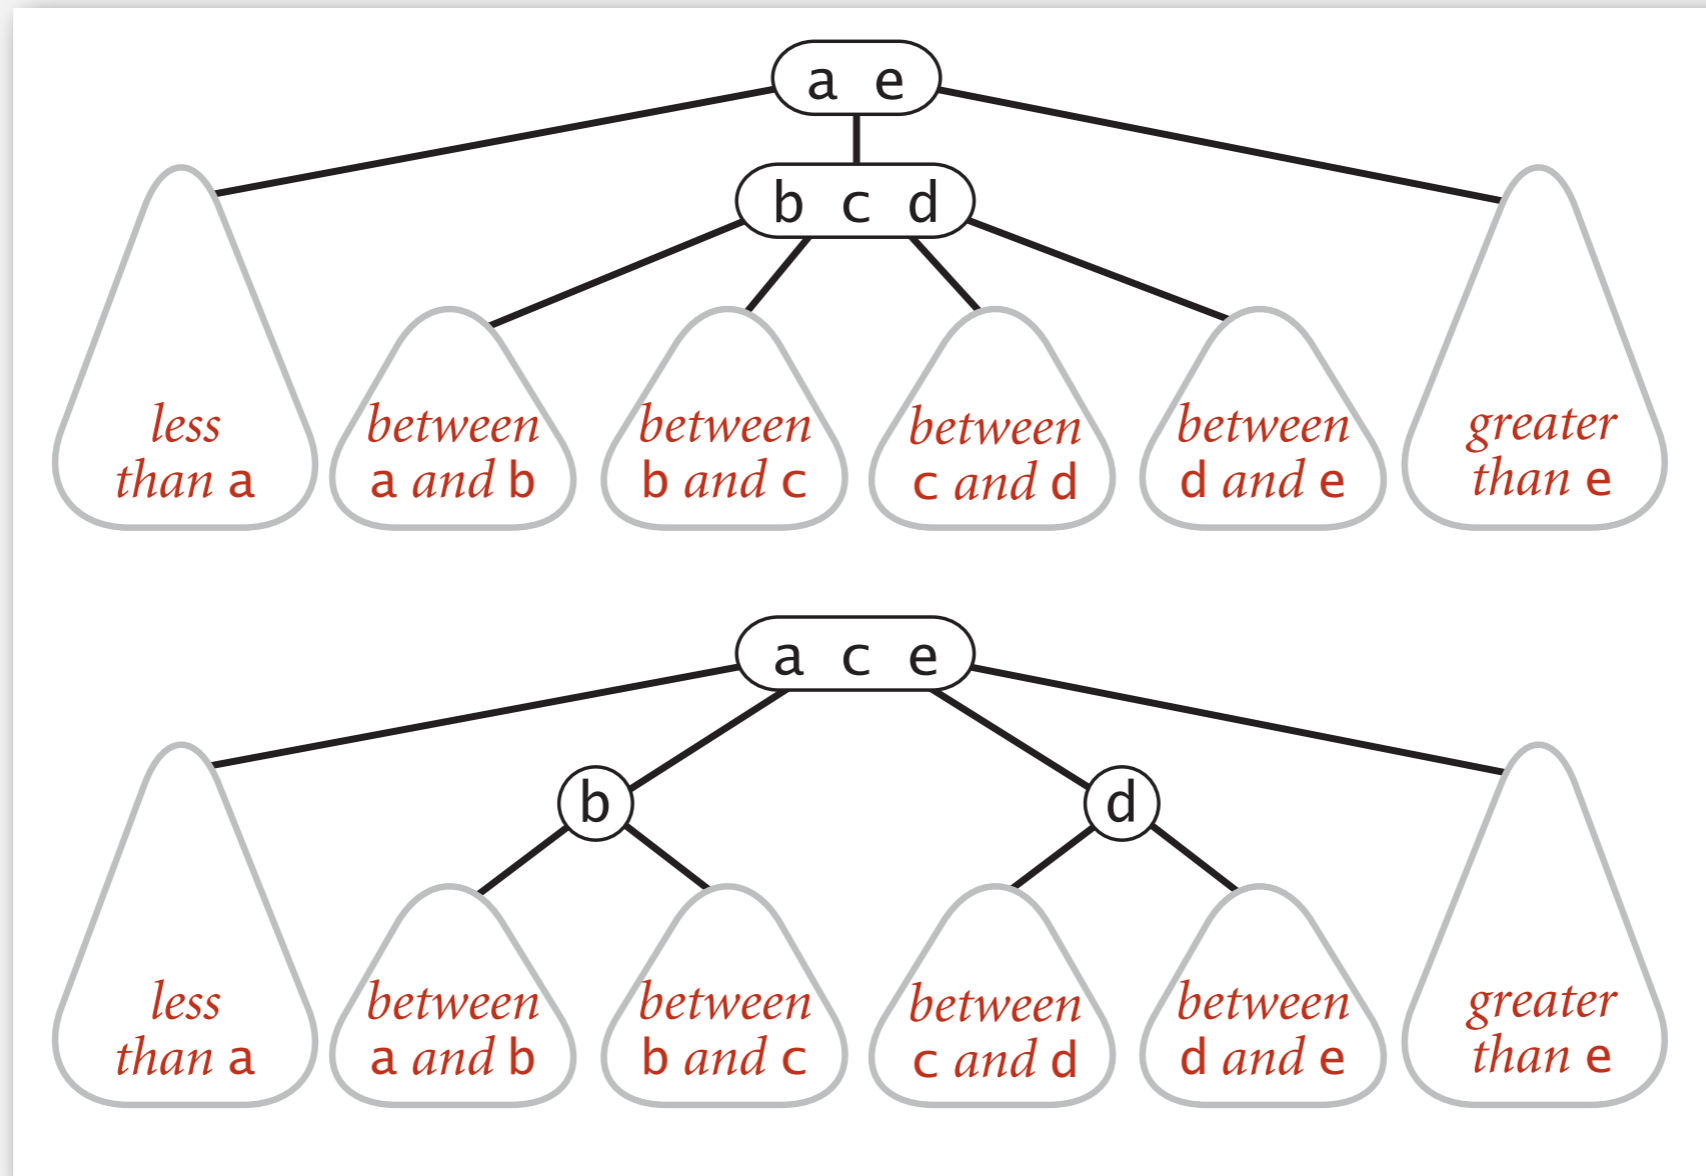 a e
b c d
less than a
between a and b
between b and c
between c and d
between d and e
greater than e
a c e
b
d
less than a
between a and b
between b and c
between c and d
between d and e
greater than e